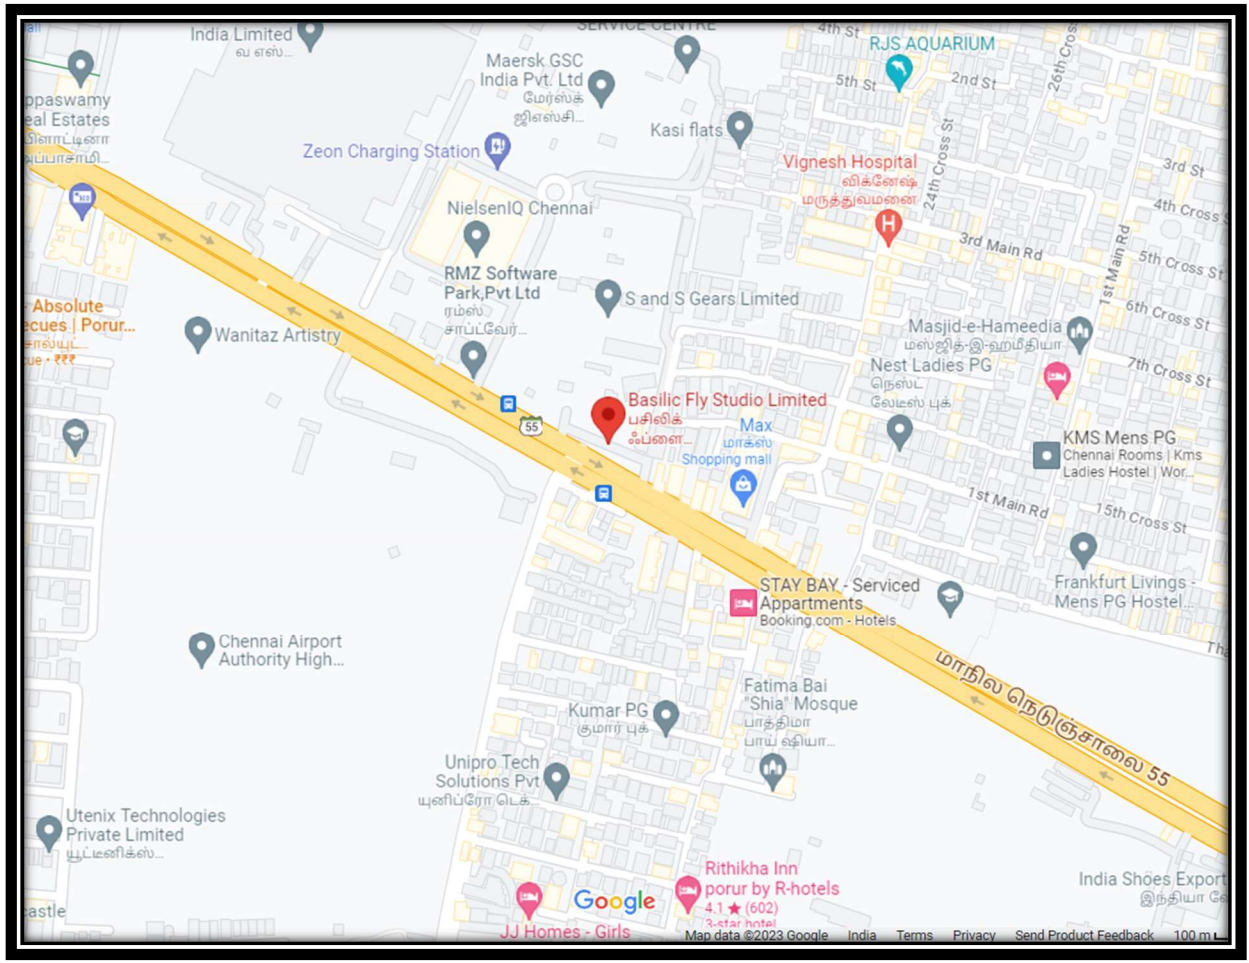 SERVICE CENTRE
India Limited
வ எஸ்...
4th St
RJS AQUARIUM
26th Cross
Maersk GSC
India Pvt. Ltd
மேர்ஸ்க்
ஜிஎஸ்சி...
5th St
2nd St
ppaswamy
eal Estates
Kasi flats
Zeon Charging Station
Vignesh Hospital
விக்னேஷ்
மருத்துவமனை
24th Cross St
3rd St
4th Cross
NielsenIQ Chennai
3rd Main Rd
1st Main Rd
5th Cross St
RMZ Software
Park,Pvt Ltd
ரம்ஸ்
சாப்ட்வேர்...
S and S Gears Limited
6th Cross St
Absolute
ecues | Porur...
Wanitaz Artistry
Masjid-e-Hameedia
மஸ்ஜித்-இ-ஹமீதியா
Nest Ladies PG
நெஸ்ட்
லேடீஸ் புக்
7th Cross St
55
Basilic Fly Studio Limited
பசிலிக்
ஃப்ளை...
Max
மாக்ஸ்
Shopping mall
KMS Mens PG
Chennai Rooms | Kms
Ladies Hostel | Wor...
1st Main Rd
15th Cross St
STAY BAY - Serviced
Appartments
Booking.com - Hotels
Frankfurt Livings -
Mens PG Hostel...
Chennai Airport
Authority High...
மாநில நெடுஞ்சாலை 55
Kumar PG
குமார் புக்
Fatima Bai
"Shia" Mosque
பாத்திமா
பாய் ஷியா...
Unipro Tech
Solutions Pvt
யுனிப்ரோ டெக்...
Utenix Technologies
Private Limited
யூட்டீனிக்ஸ்...
Rithikha Inn
porur by R-hotels
4.1 ★ (602)
3-star hotel
India Shoes Export
இந்தியா
castle
Google
JJ Homes - Girls
Map data ©2023 Google India Terms Privacy Send Product Feedback 100 m